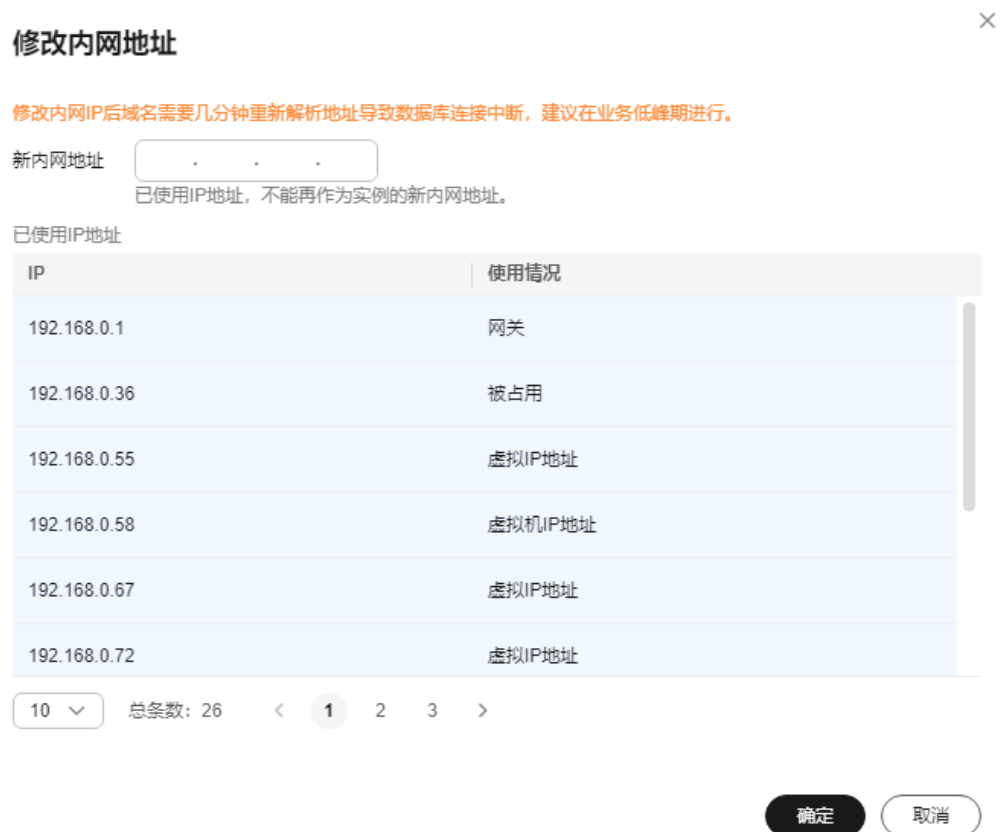 修改内网地址
修改内网IP后域名需要几分钟重新解析地址导致数据库连接中断，建议在业务低峰期进行。
新内网地址 . . .
已使用IP地址，不能再作为实例的新内网地址。
已使用IP地址
IP 使用情况
192.168.0.1 网关
192.168.0.36 被占用
192.168.0.55 虚拟IP地址
192.168.0.58 虚拟机IP地址
192.168.0.67 虚拟IP地址
192.168.0.72 虚拟IP地址
10 总条数：26 1 2 3
确定 取消